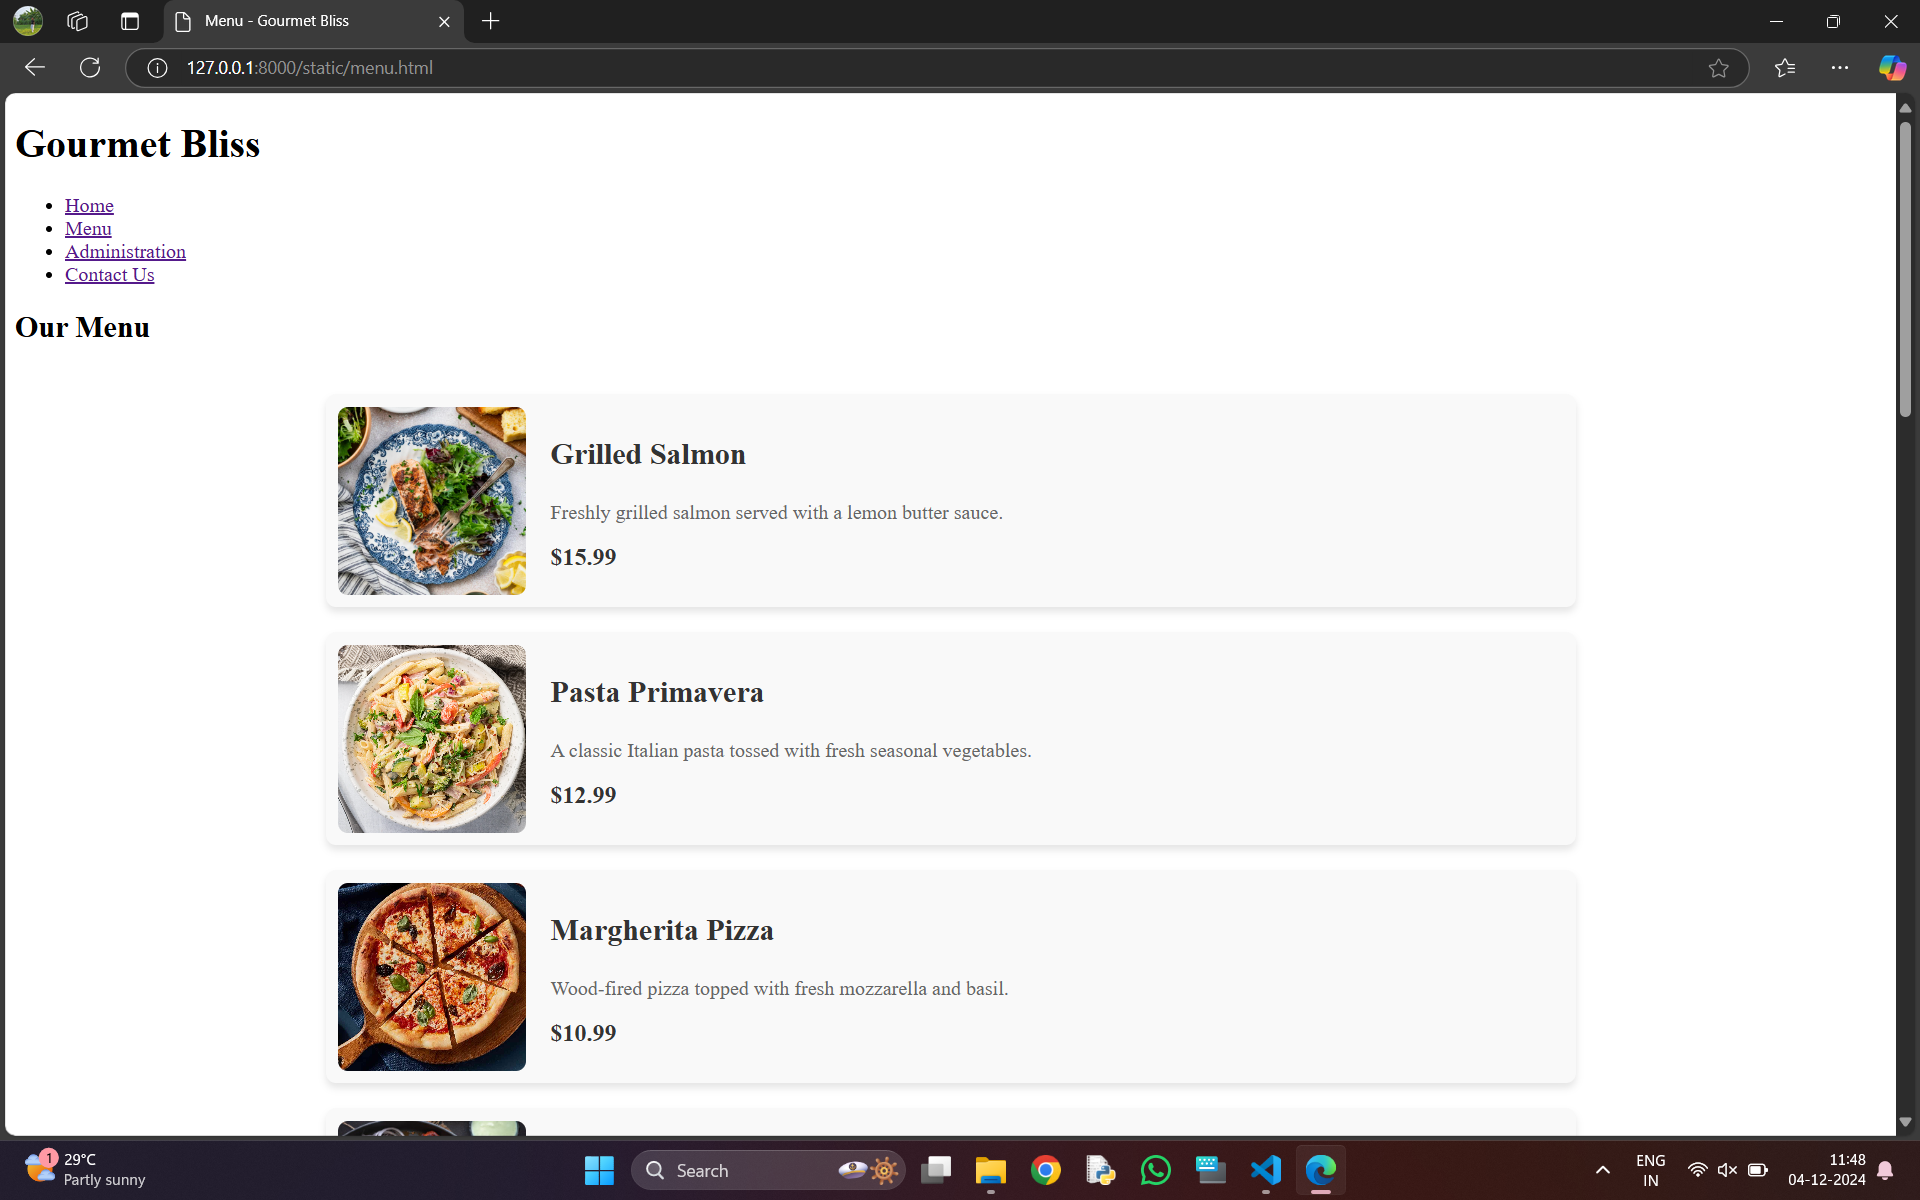 Menu - Gourmet Bliss
127.0.0.1:8000/static/menu.html
Gourmet Bliss
Home
Menu
Administration
Contact Us
Our Menu
Grilled Salmon
Freshly grilled salmon served with a lemon butter sauce.
$15.99
Pasta Primavera
A classic Italian pasta tossed with fresh seasonal vegetables.
$12.99
Margherita Pizza
Wood-fired pizza topped with fresh mozzarella and basil.
$10.99
1
29°C
Partly sunny
Search
ENG
IN
11:48
04-12-2024